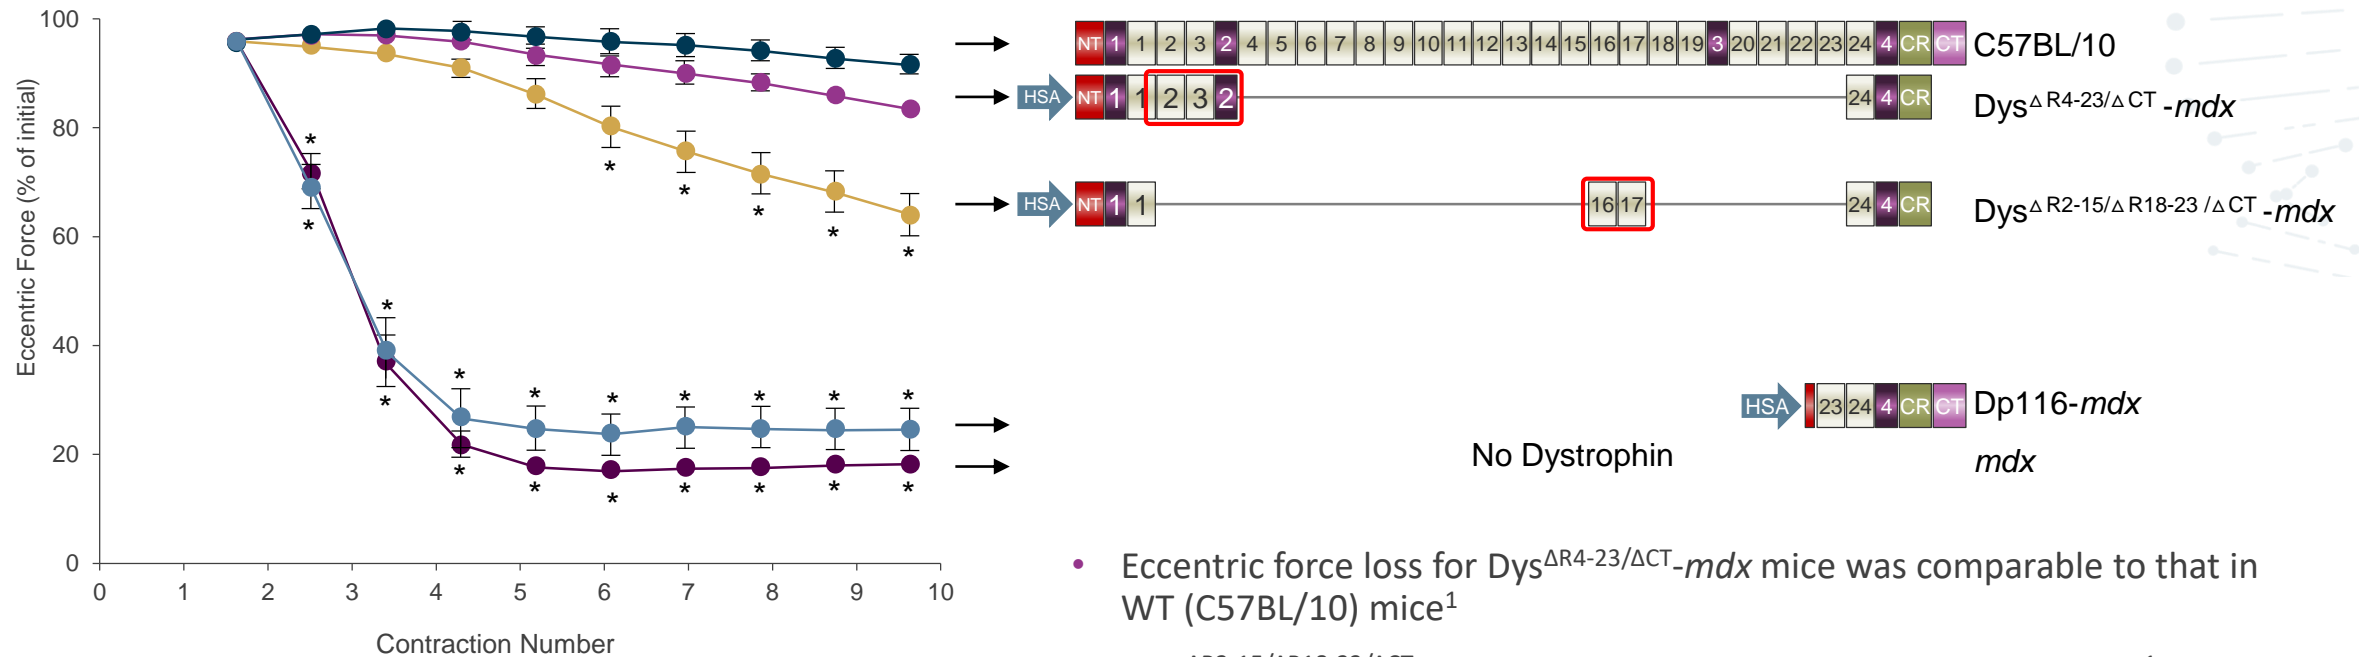 Eccentric Force (% of initial)
100
80
60
40
20
0
0 1 2 3 4 5 6 7 8 9 10
Contraction Number
* * * * * * * * *
* * * * *
* * * * * * * * *
NT 1 1 2 3 2 4 5 6 7 8 9 10 11 12 13 14 15 16 17 18 19 3 20 21 22 23 24 4 CR CT C57BL/10
HSA NT 1 1 2 3 2 24 4 CR Dys△ R4-23/△ CT -mdx
HSA NT 1 1 16 17 24 4 CR Dys△ R2-15/△ R18-23 /△ CT -mdx
HSA 23 24 4 CR CT Dp116-mdx
No Dystrophin mdx
• Eccentric force loss for DysΔR4-23/ΔCT-mdx mice was comparable to that in
WT (C57BL/10) mice1